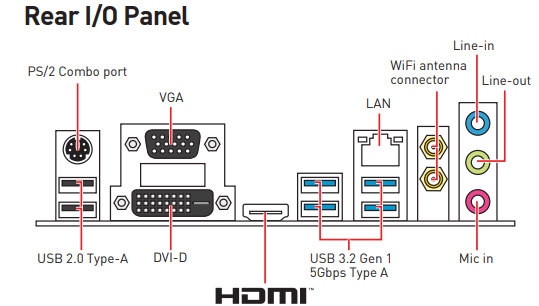 Rear I/O Panel
Line-in
WiFi antenna
connector
PS/2 Combo port
Line-out
VGA
LAN
USB 2.0 Type-A
DVI-D
USB 3.2 Gen 1
5Gbps Type A
Mic in
HDMI™